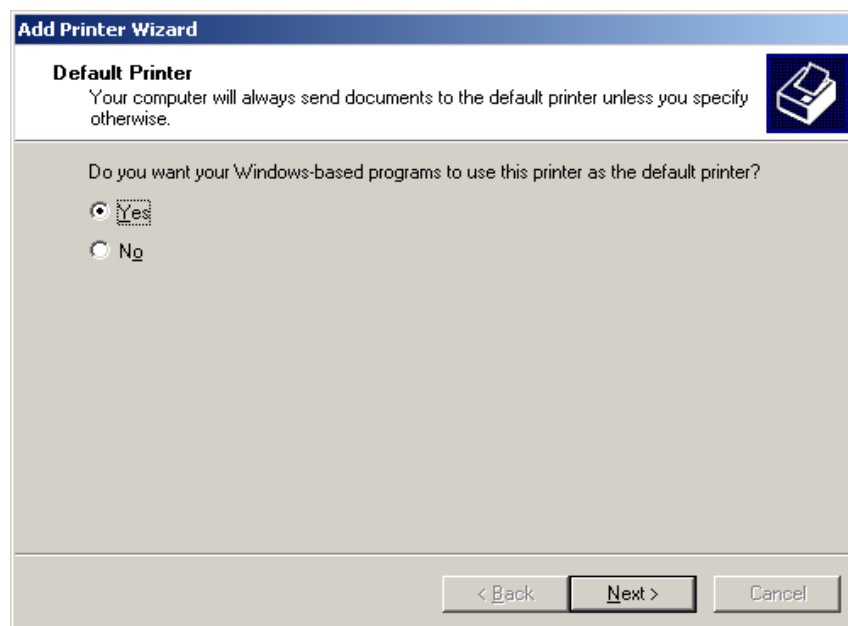 Add Printer Wizard
Default Printer
Your computer will always send documents to the default printer unless you specify
otherwise.
Do you want your Windows-based programs to use this printer as the default printer?
Yes
No
< Back Next > Cancel